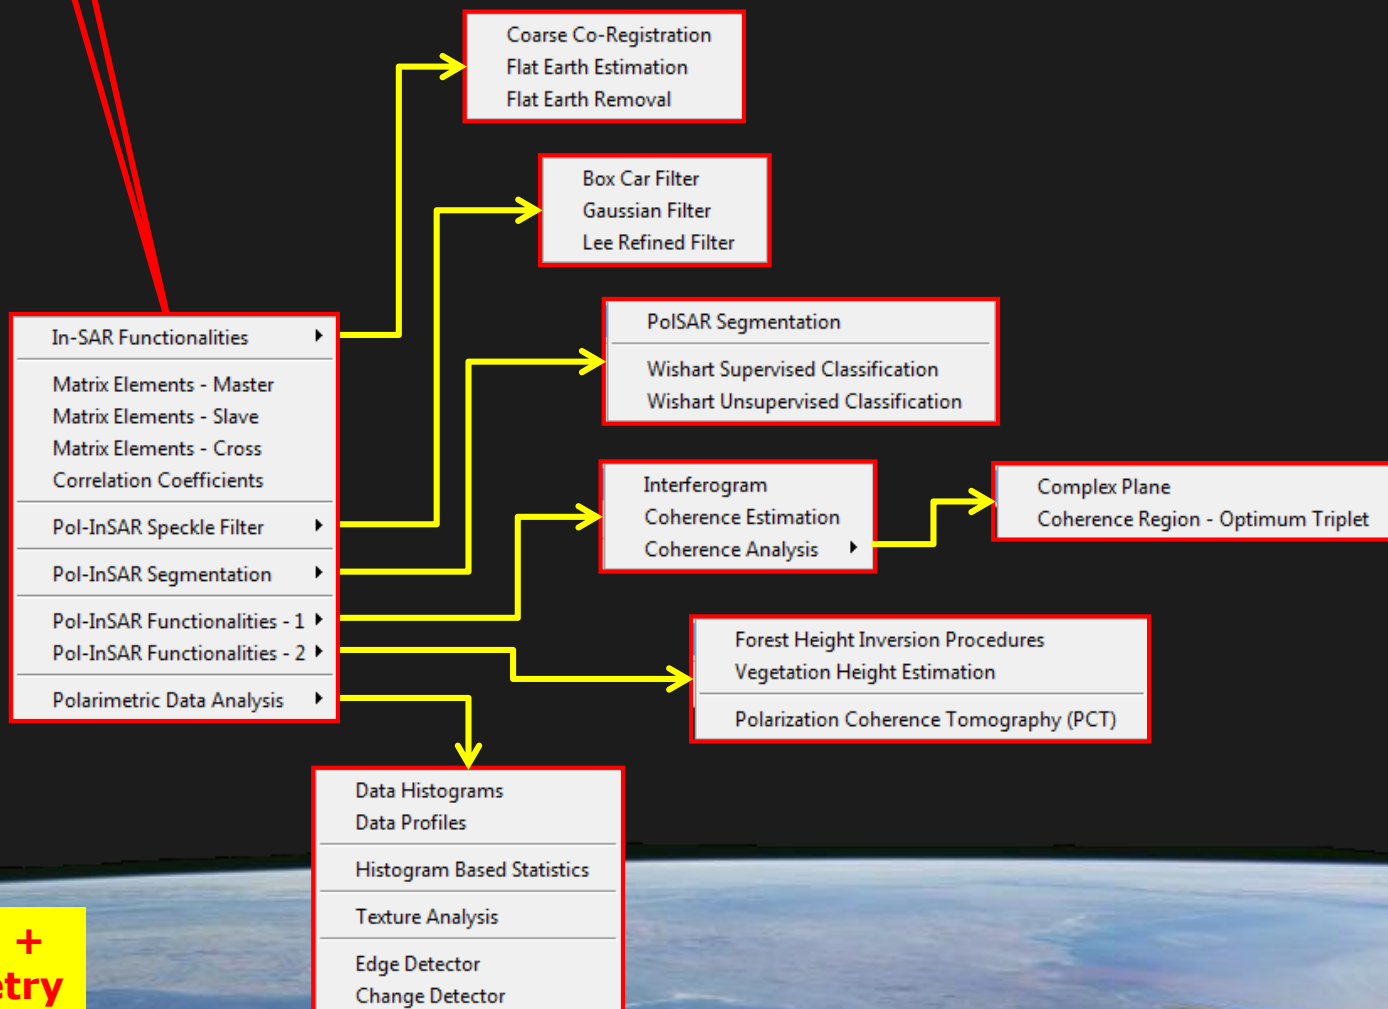 Coarse Co-Registration
Flat Earth Estimation
Flat Earth Removal
Box Car Filter
Gaussian Filter
Lee Refined Filter
In-SAR Functionalities
Matrix Elements - Master
Matrix Elements - Slave
Matrix Elements - Cross
Correlation Coefficients
Pol-InSAR Speckle Filter
Pol-InSAR Segmentation
Pol-InSAR Functionalities - 1
Pol-InSAR Functionalities - 2
Polarimetric Data Analysis
PolSAR Segmentation
Wishart Supervised Classification
Wishart Unsupervised Classification
Interferogram
Coherence Estimation
Coherence Analysis
Complex Plane
Coherence Region - Optimum Triplet
Forest Height Inversion Procedures
Vegetation Height Estimation
Polarization Coherence Tomography (PCT)
Data Histograms
Data Profiles
Histogram Based Statistics
Texture Analysis
Edge Detector
Change Detector
+
etry